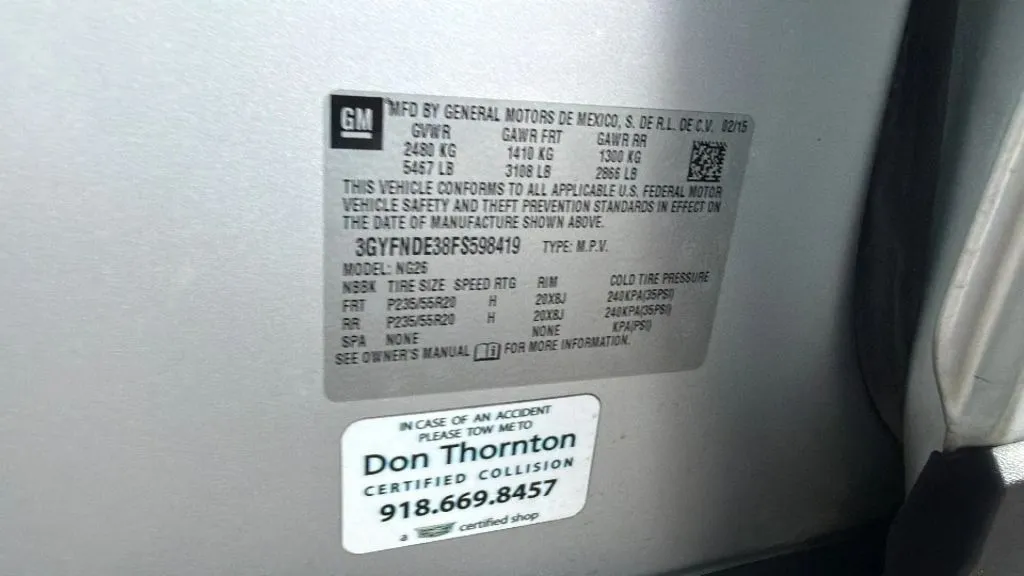 GM
MFD BY GENERAL MOTORS DE MEXICO, S. DE R.L. DE C.V. 02/15
GVWR GAWR FRT GAWR RR
2480 KG 1410 KG 1300 KG
5467 LB 3108 LB 2866 LB
THIS VEHICLE CONFORMS TO ALL APPLICABLE U.S. FEDERAL MOTOR
VEHICLE SAFETY AND THEFT PREVENTION STANDARDS IN EFFECT ON
THE DATE OF MANUFACTURE SHOWN ABOVE.
3GYFNDE38FS598419 TYPE: M.P.V.
MODEL: NG26
NBBK TIRE SIZE SPEED RTG RIM COLD TIRE PRESSURE
FRT P235/55R20 H 20X8J 240KPA(35PSI)
RR P235/55R20 H 20X8J 240KPA(35PSI)
SPA NONE NONE KPA(PSI)
SEE OWNER'S MANUAL FOR MORE INFORMATION.
IN CASE OF AN ACCIDENT
PLEASE TOW ME TO
Don Thornton
CERTIFIED COLLISION
918.669.8457
a certified shop